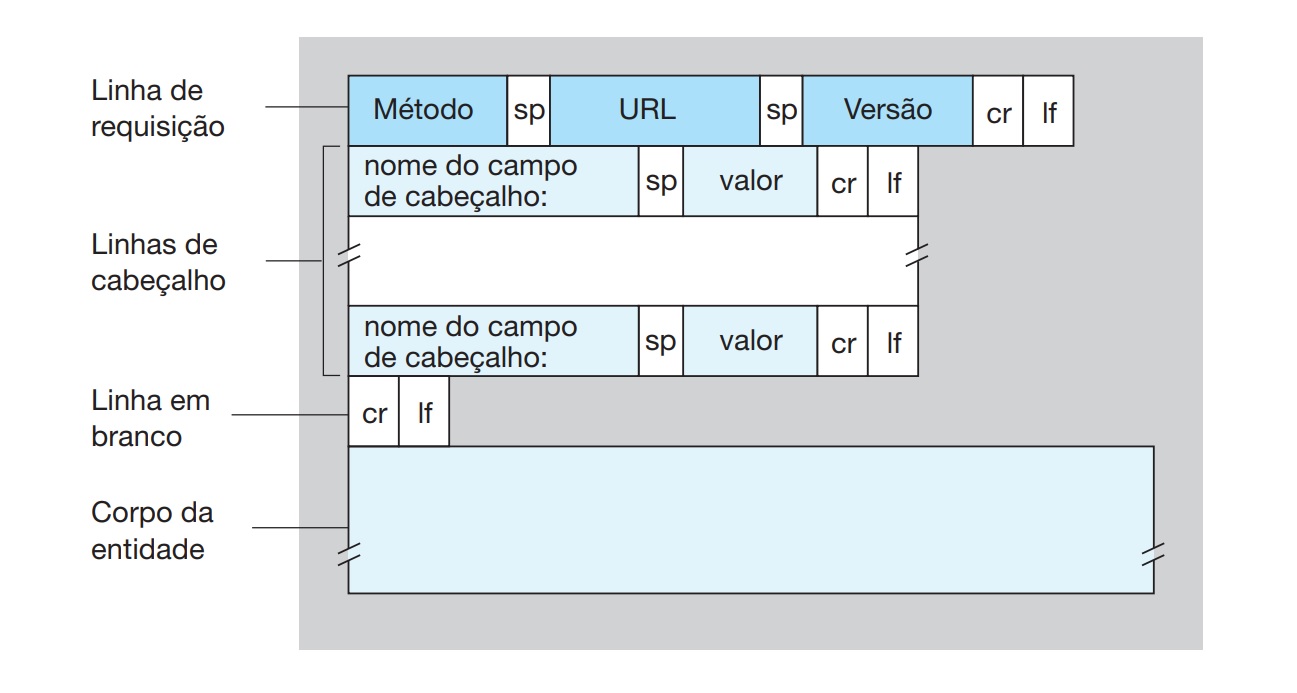 Linha de
requisição
Método sp URL sp Versão cr lf
nome do campo
de cabeçalho:
sp valor cr lf
Linhas de
cabeçalho
nome do campo
de cabeçalho:
sp valor cr lf
Linha em
branco
cr lf
Corpo da
entidade